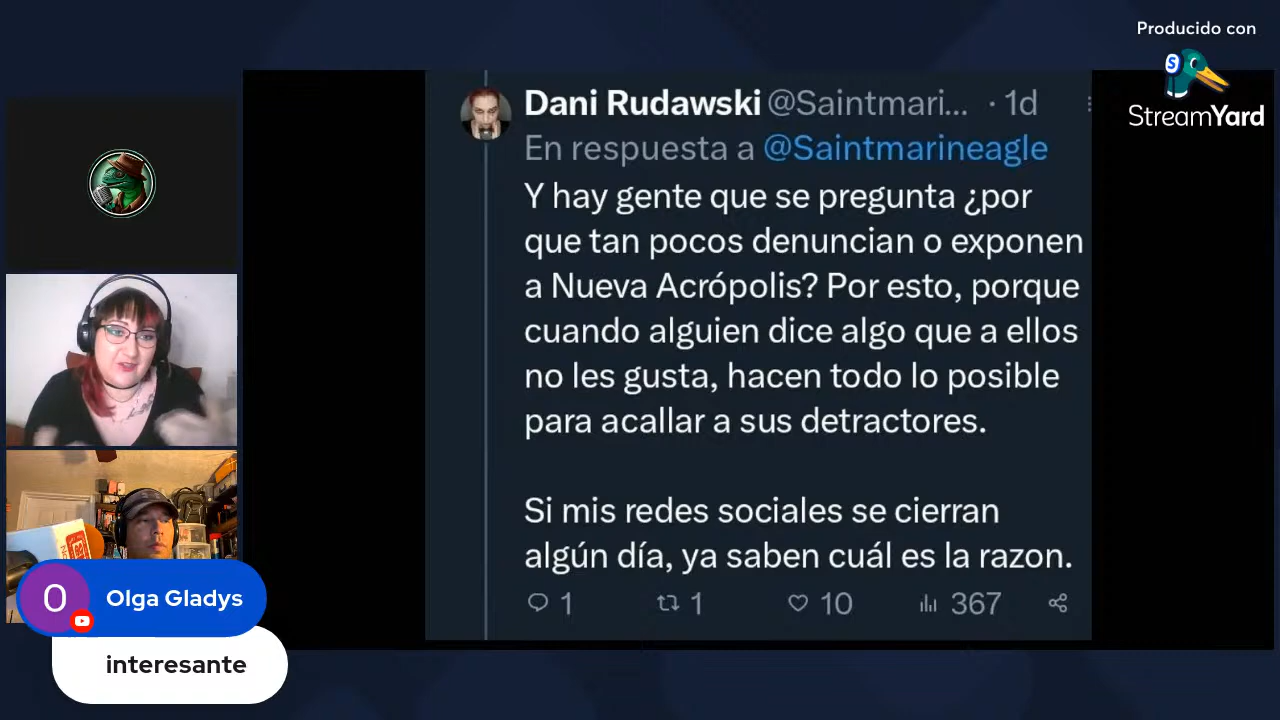 Producido con
StreamYard
Dani Rudawski @Saintmari... · 1d
En respuesta a @Saintmarineagle
Y hay gente que se pregunta ¿por
que tan pocos denuncian o exponen
a Nueva Acrópolis? Por esto, porque
cuando alguien dice algo que a ellos
no les gusta, hacen todo lo posible
para acallar a sus detractores.
Si mis redes sociales se cierran
algún día, ya saben cuál es la razon.
1 1 10 367
O Olga Gladys
interesante